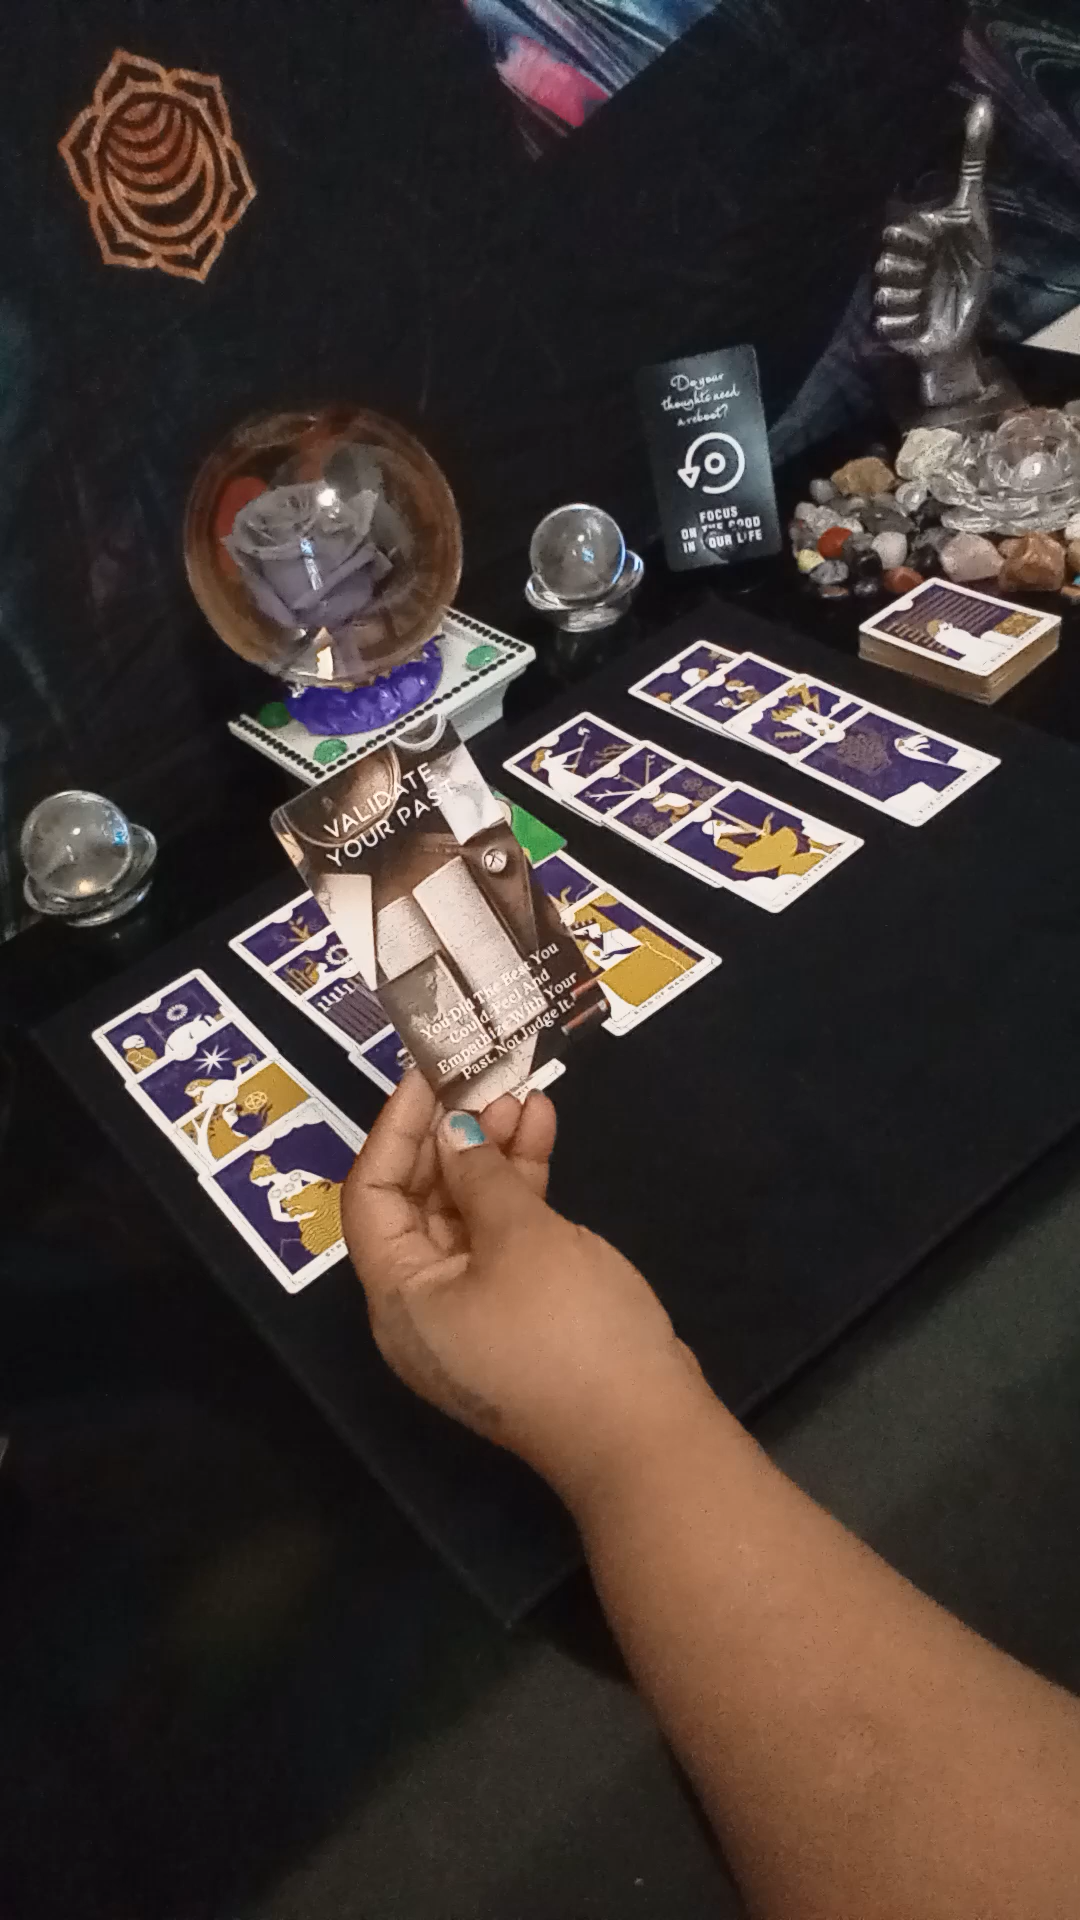 Do your
thoughts need
a reboot?
FOCUS
ON THE GOOD
IN YOUR LIFE
VALIDATE
YOUR PAST
You Did The Best You
Could. Feel And
Empathize With Your
Past, Not Judge It.